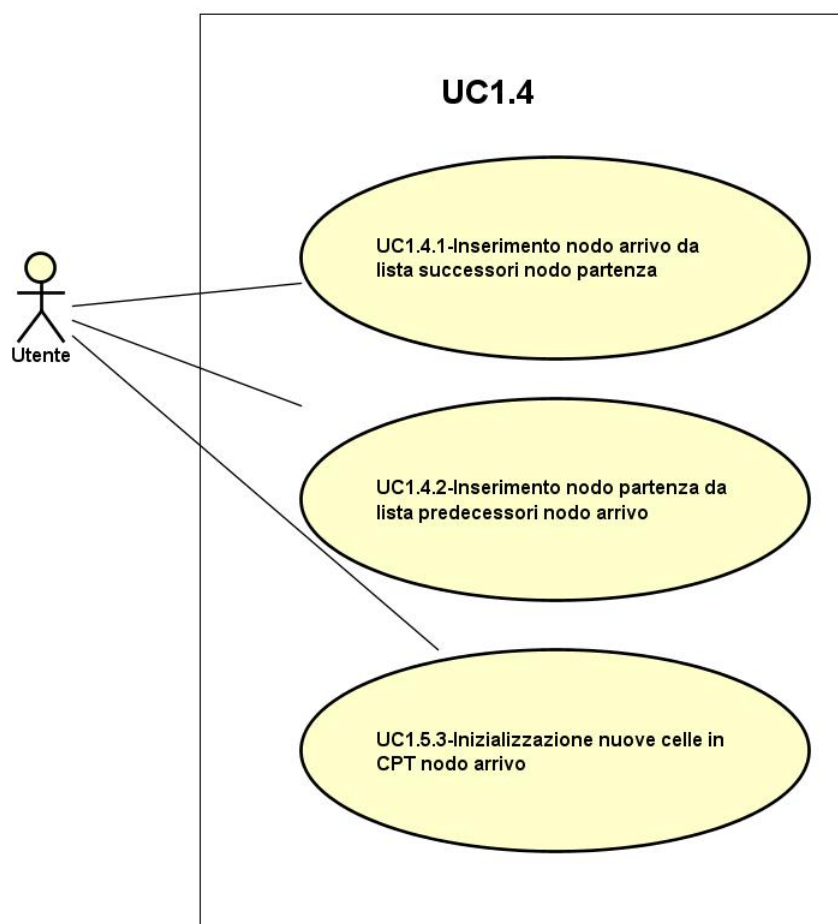 UC1.4
UC1.4.1-Inserimento nodo arrivo da
lista successori nodo partenza
Utente
UC1.4.2-Inserimento nodo partenza da
lista predecessori nodo arrivo
UC1.5.3-Inizializzazione nuove celle in
CPT nodo arrivo